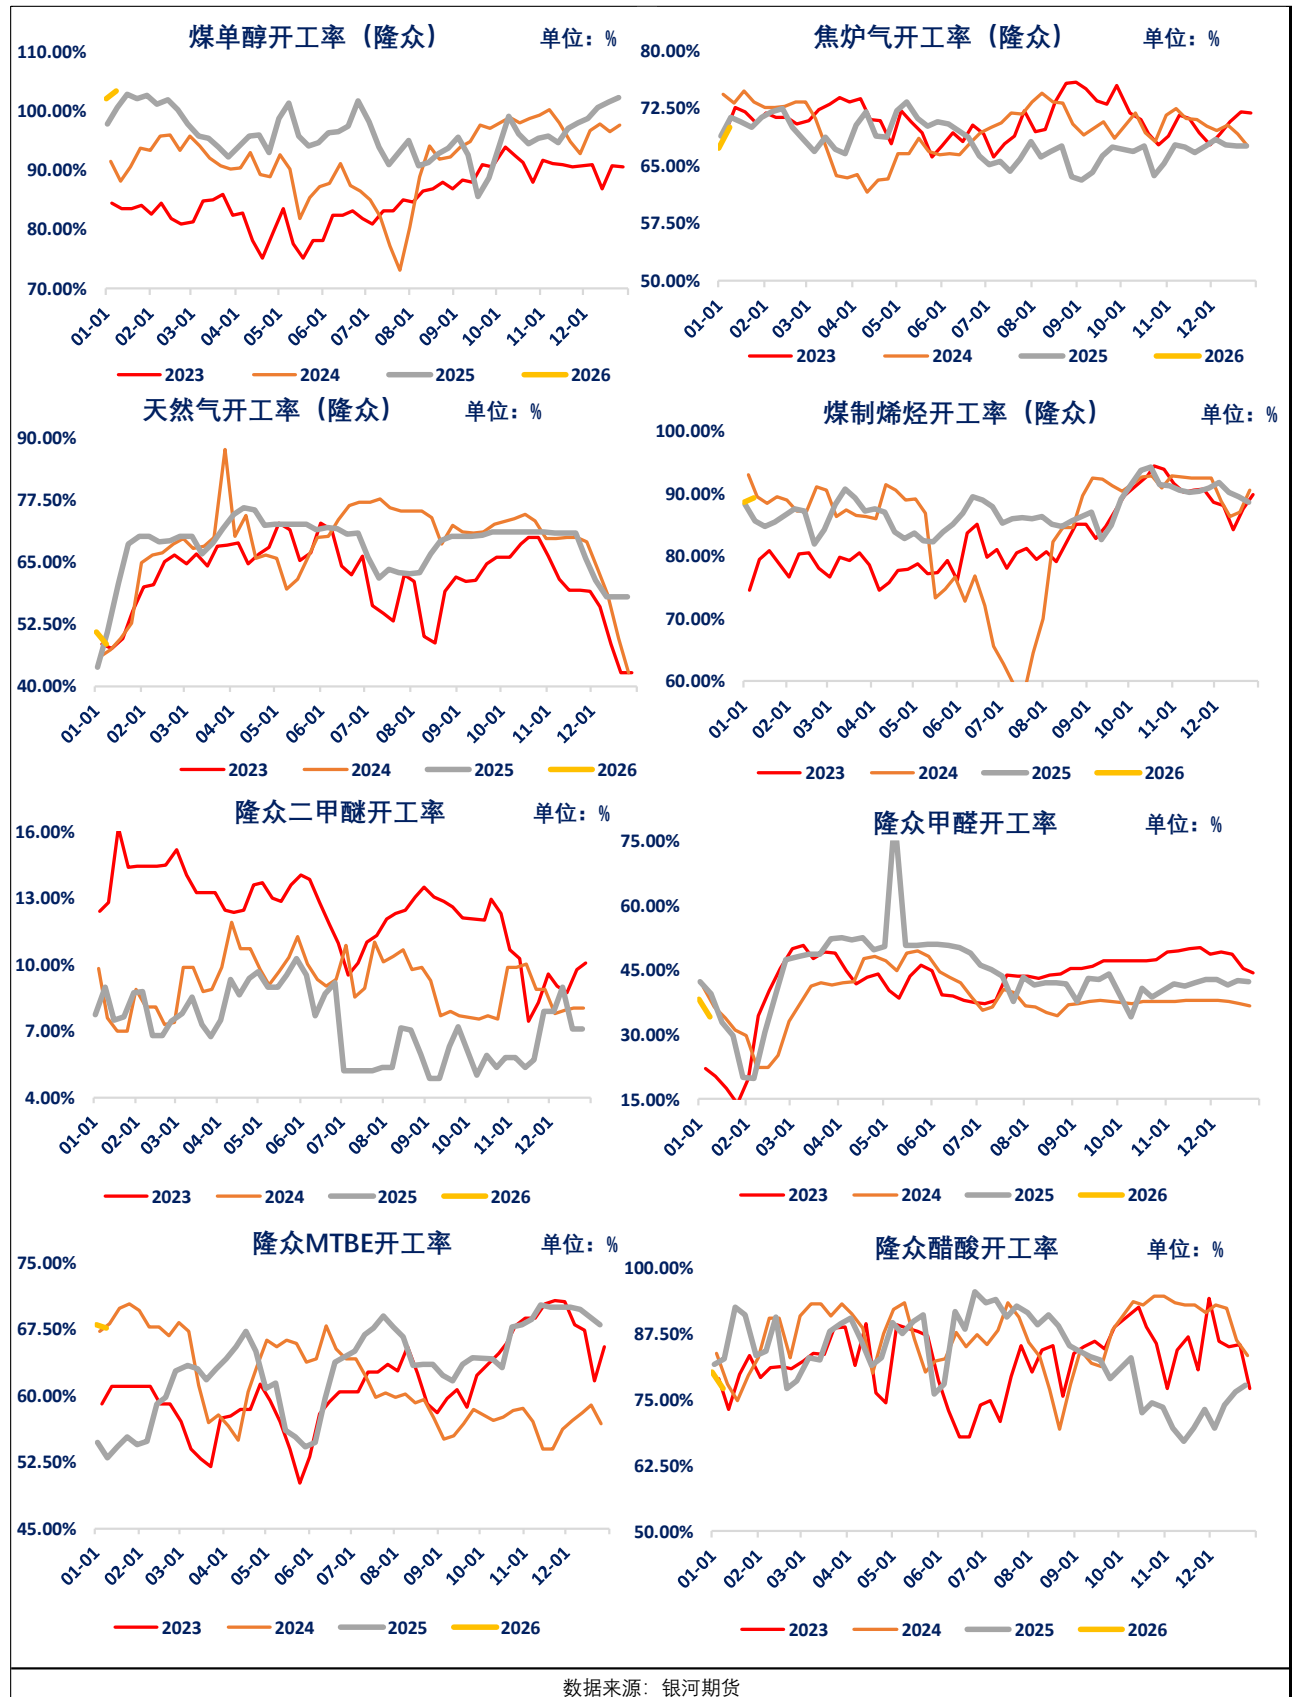 煤单醇开工率（隆众） 单位：%
110.00%
100.00%
90.00%
80.00%
70.00%
01-01 02-01 03-01 04-01 05-01 06-01 07-01 08-01 09-01 10-01 11-01 12-01
2023 2024 2025 2026
焦炉气开工率（隆众） 单位：%
80.00%
72.50%
65.00%
57.50%
50.00%
01-01 02-01 03-01 04-01 05-01 06-01 07-01 08-01 09-01 10-01 11-01 12-01
2023 2024 2025 2026
天然气开工率（隆众） 单位：%
90.00%
77.50%
65.00%
52.50%
40.00%
01-01 02-01 03-01 04-01 05-01 06-01 07-01 08-01 09-01 10-01 11-01 12-01
2023 2024 2025 2026
煤制烯烃开工率（隆众） 单位：%
100.00%
90.00%
80.00%
70.00%
60.00%
01-01 02-01 03-01 04-01 05-01 06-01 07-01 08-01 09-01 10-01 11-01 12-01
2023 2024 2025 2026
隆众二甲醚开工率 单位：%
16.00%
13.00%
10.00%
7.00%
4.00%
01-01 02-01 03-01 04-01 05-01 06-01 07-01 08-01 09-01 10-01 11-01 12-01
2023 2024 2025 2026
隆众甲醛开工率 单位：%
75.00%
60.00%
45.00%
30.00%
15.00%
01-01 02-01 03-01 04-01 05-01 06-01 07-01 08-01 09-01 10-01 11-01 12-01
2023 2024 2025 2026
隆众MTBE开工率 单位：%
75.00%
67.50%
60.00%
52.50%
45.00%
01-01 02-01 03-01 04-01 05-01 06-01 07-01 08-01 09-01 10-01 11-01 12-01
2023 2024 2025 2026
隆众醋酸开工率 单位：%
100.00%
87.50%
75.00%
62.50%
50.00%
01-01 02-01 03-01 04-01 05-01 06-01 07-01 08-01 09-01 10-01 11-01 12-01
2023 2024 2025 2026
数据来源：银河期货